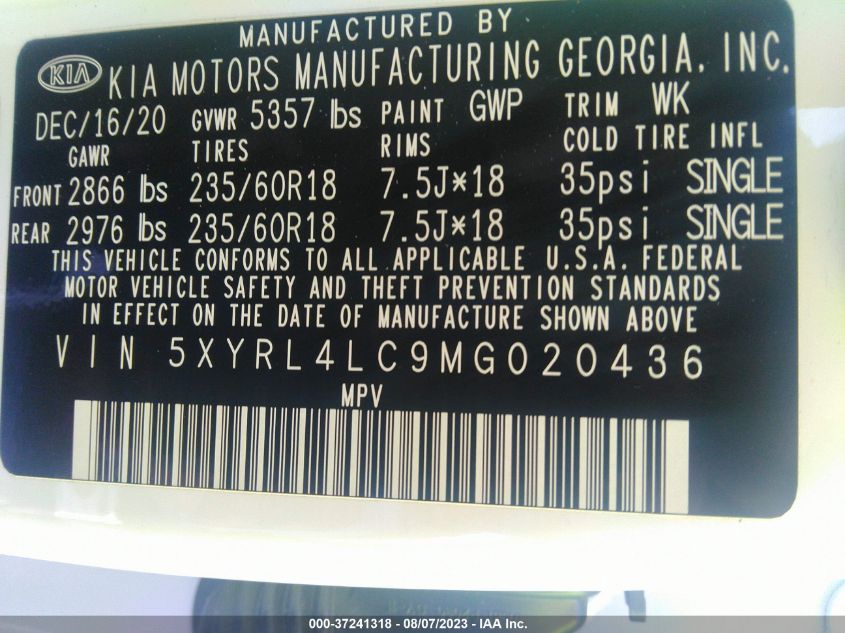 MANUFACTURED BY
KIA KIA MOTORS MANUFACTURING GEORGIA, INC.
DEC/16/20 GVWR 5357 lbs PAINT GWP TRIM WK
GAWR TIRES RIMS COLD TIRE INFL
FRONT 2866 lbs 235/60R18 7.5J*18 35psi SINGLE
REAR 2976 lbs 235/60R18 7.5J*18 35psi SINGLE
THIS VEHICLE CONFORMS TO ALL APPLICABLE U.S.A. FEDERAL
MOTOR VEHICLE SAFETY AND THEFT PREVENTION STANDARDS
IN EFFECT ON THE DATE OF MANUFACTURE SHOWN ABOVE
VIN 5XYRL4LC9MG020436
MPV
000-37241318 - 08/07/2023 - IAA Inc.